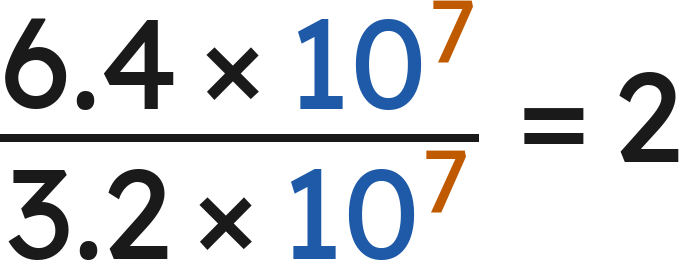 6.4 × 10⁷
3.2 × 10⁷
= 2